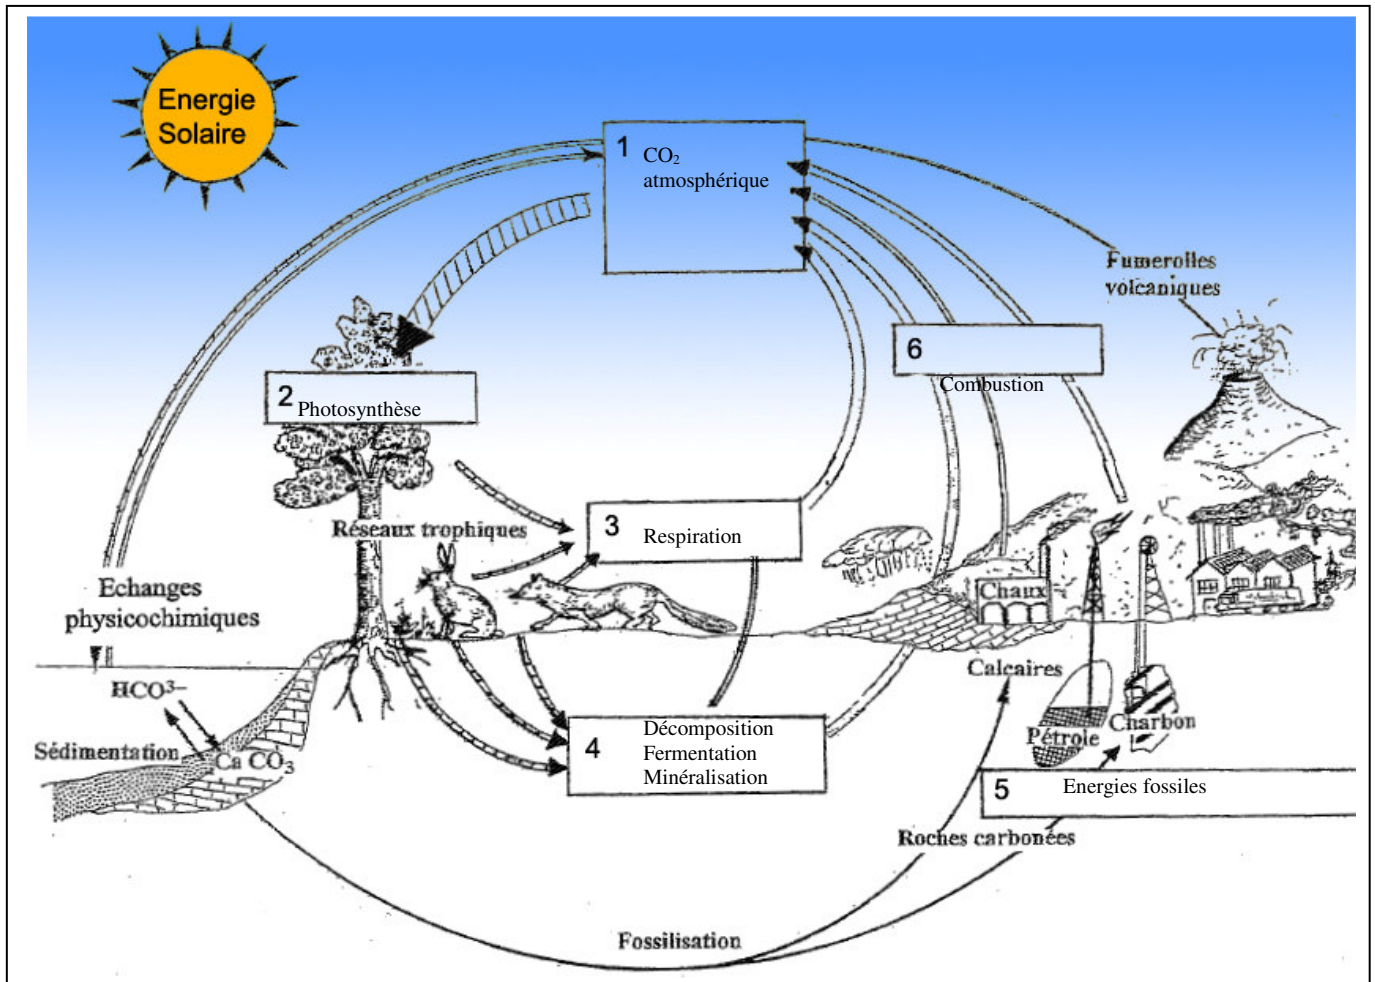 Energie
Solaire
1 CO₂
atmosphérique
Fumerolles
volcaniques
6
Combustion
2 Photosynthèse
Réseaux trophiques
3 Respiration
Echanges
physicochimiques
Chaux
HCO³⁻
Calcaires
Sédimentation
Ca CO₃
Pétrole
Charbon
4 Décomposition
Fermentation
Minéralisation
5 Energies fossiles
Roches carbonées
Fossilisation